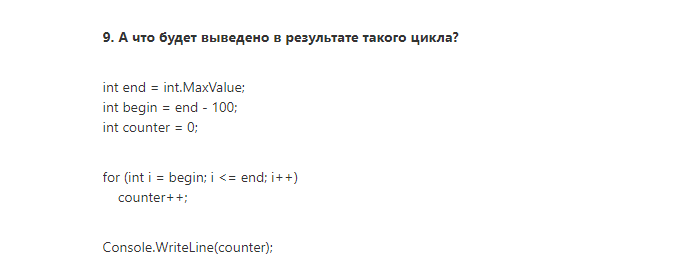 9. А что будет выведено в результате такого цикла?
int end = int.MaxValue;
int begin = end - 100;
int counter = 0;
for (int i = begin; i <= end; i++)
counter++;
Console.WriteLine(counter);